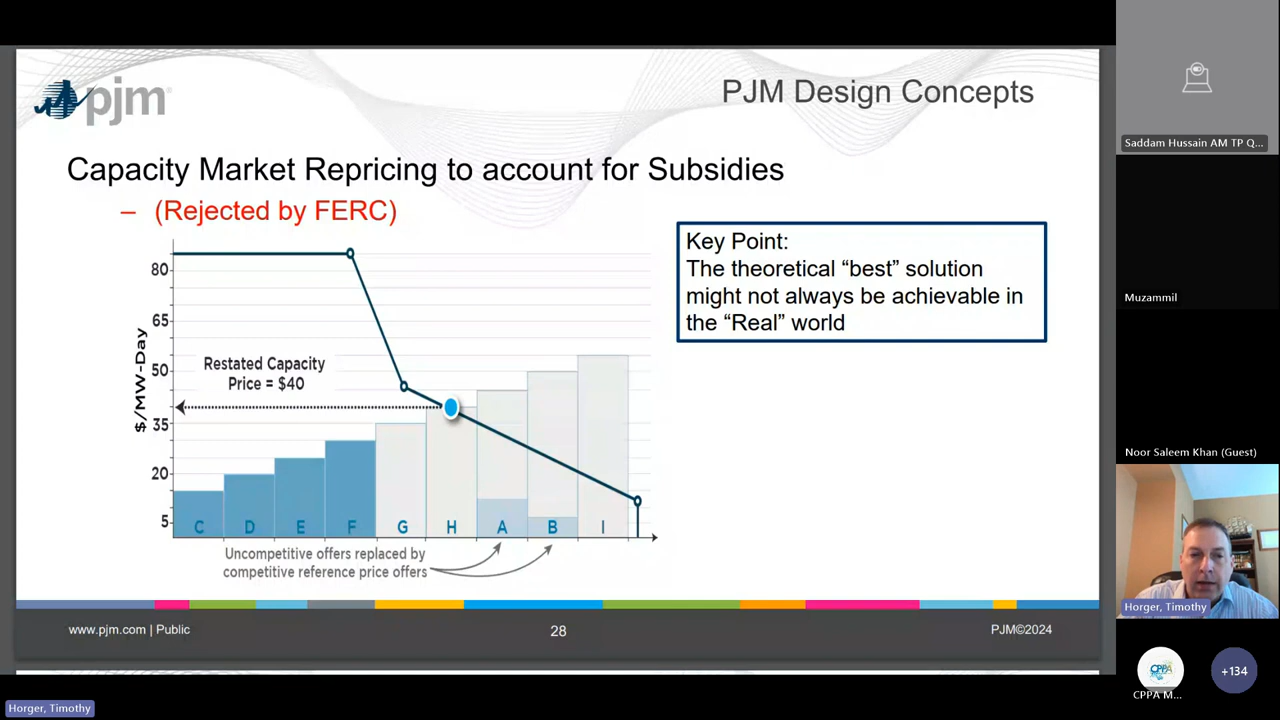 pjm
PJM Design Concepts
Capacity Market Repricing to account for Subsidies
– (Rejected by FERC)
Key Point:
The theoretical “best” solution
might not always be achievable in
the “Real” world
$/MW-Day
80
65
50
35
20
5
Restated Capacity
Price = $40
C D E F G H A B I
Uncompetitive offers replaced by
competitive reference price offers
www.pjm.com | Public
28
PJM©2024
Saddam Hussain AM TP Q...
Muzammil
Noor Saleem Khan (Guest)
Horger, Timothy
CPPA
CPPA M...
+134
Horger, Timothy